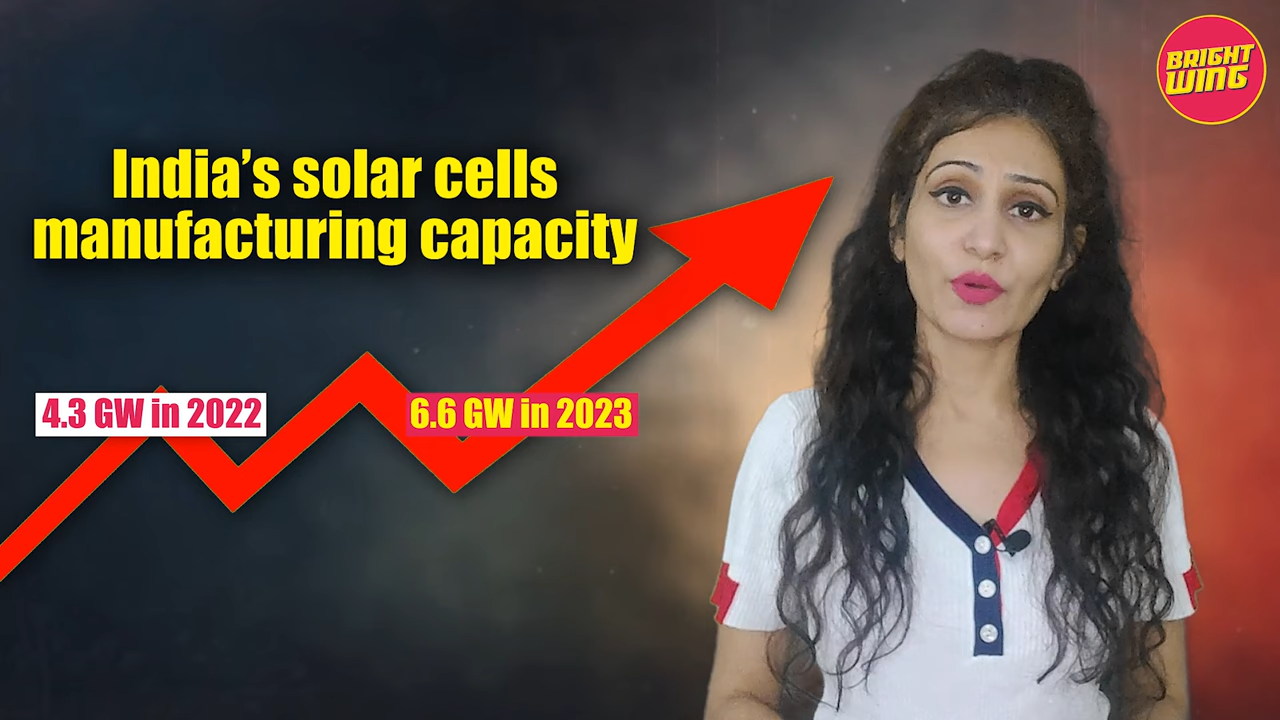 BRIGHT
WING
India’s solar cells
manufacturing capacity
4.3 GW in 2022
6.6 GW in 2023